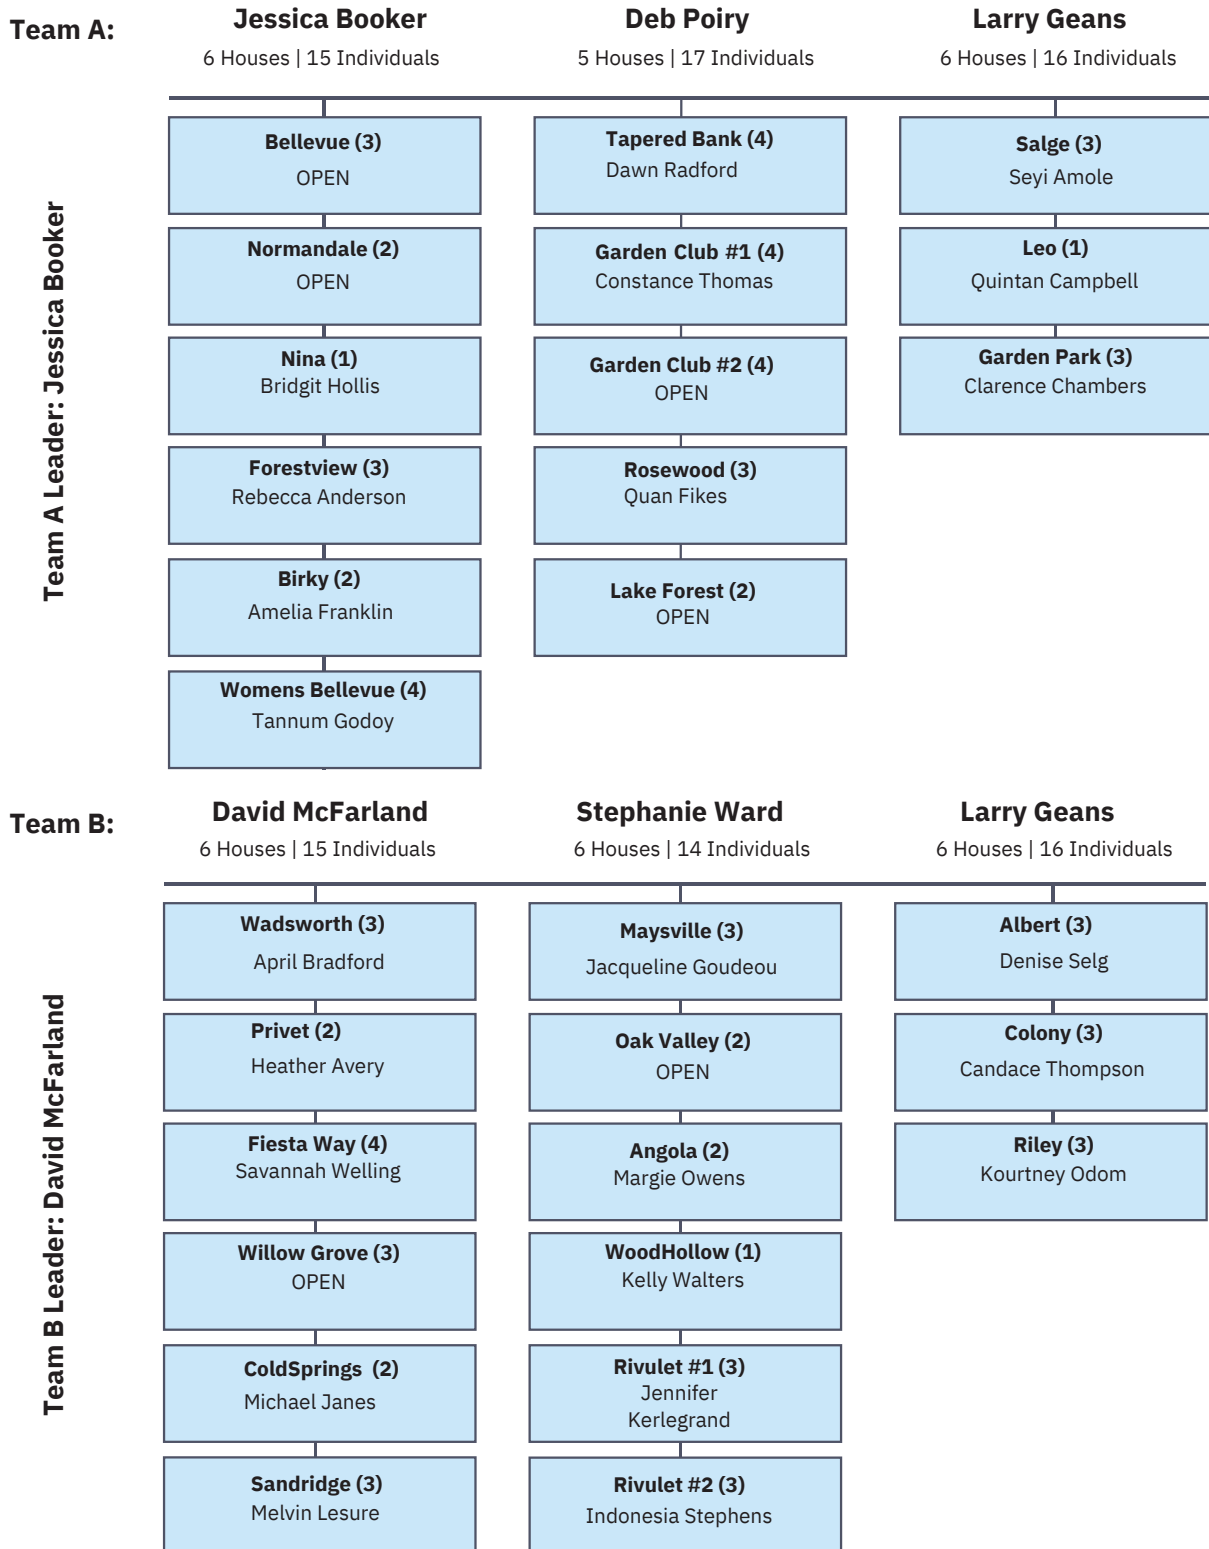 Team A:
Jessica Booker
6 Houses | 15 Individuals
Deb Poiry
5 Houses | 17 Individuals
Larry Geans
6 Houses | 16 Individuals
Team A Leader: Jessica Booker
Bellevue (3)
OPEN
Normandale (2)
OPEN
Nina (1)
Bridgit Hollis
Forestview (3)
Rebecca Anderson
Birky (2)
Amelia Franklin
Womens Bellevue (4)
Tannum Godoy
Tapered Bank (4)
Dawn Radford
Garden Club #1 (4)
Constance Thomas
Garden Club #2 (4)
OPEN
Rosewood (3)
Quan Fikes
Lake Forest (2)
OPEN
Salge (3)
Seyi Amole
Leo (1)
Quintan Campbell
Garden Park (3)
Clarence Chambers
Team B:
David McFarland
6 Houses | 15 Individuals
Stephanie Ward
6 Houses | 14 Individuals
Larry Geans
6 Houses | 16 Individuals
Team B Leader: David McFarland
Wadsworth (3)
April Bradford
Privet (2)
Heather Avery
Fiesta Way (4)
Savannah Welling
Willow Grove (3)
OPEN
ColdSprings (2)
Michael Janes
Sandridge (3)
Melvin Lesure
Maysville (3)
Jacqueline Goudeou
Oak Valley (2)
OPEN
Angola (2)
Margie Owens
WoodHollow (1)
Kelly Walters
Rivulet #1 (3)
Jennifer
Kerlegrand
Rivulet #2 (3)
Indonesia Stephens
Albert (3)
Denise Selg
Colony (3)
Candace Thompson
Riley (3)
Kourtney Odom